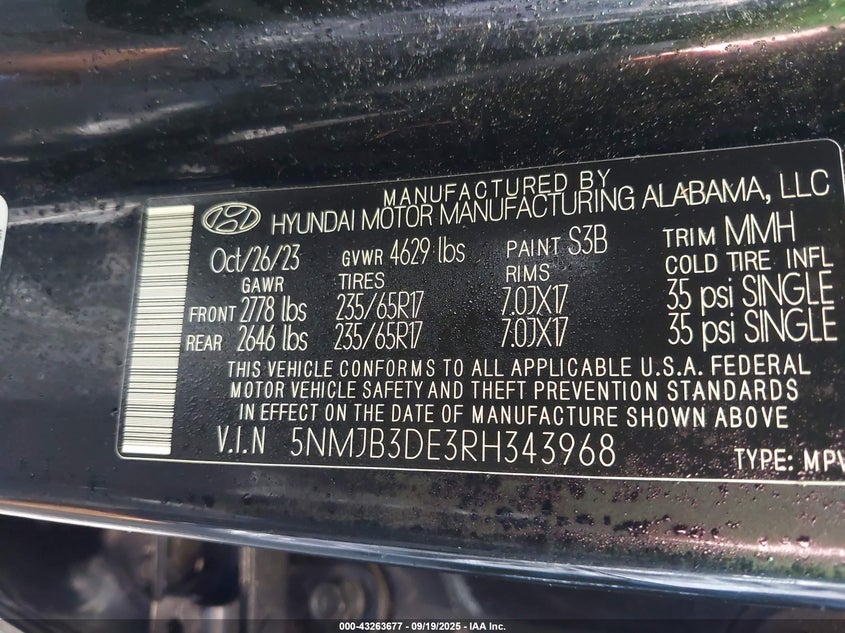 MANUFACTURED BY
HYUNDAI MOTOR MANUFACTURING ALABAMA, LLC
Oct/26/23 GVWR 4629 lbs PAINT S3B TRIM MMH
GAWR TIRES RIMS COLD TIRE INFL
FRONT 2778 lbs 235/65R17 7.0JX17 35 psi SINGLE
REAR 2646 lbs 235/65R17 7.0JX17 35 psi SINGLE
THIS VEHICLE CONFORMS TO ALL APPLICABLE U.S.A. FEDERAL
MOTOR VEHICLE SAFETY AND THEFT PREVENTION STANDARDS
IN EFFECT ON THE DATE OF MANUFACTURE SHOWN ABOVE
V.I.N 5NMJB3DE3RH343968 TYPE: MPV
000-43263677 - 09/19/2025 - IAA Inc.